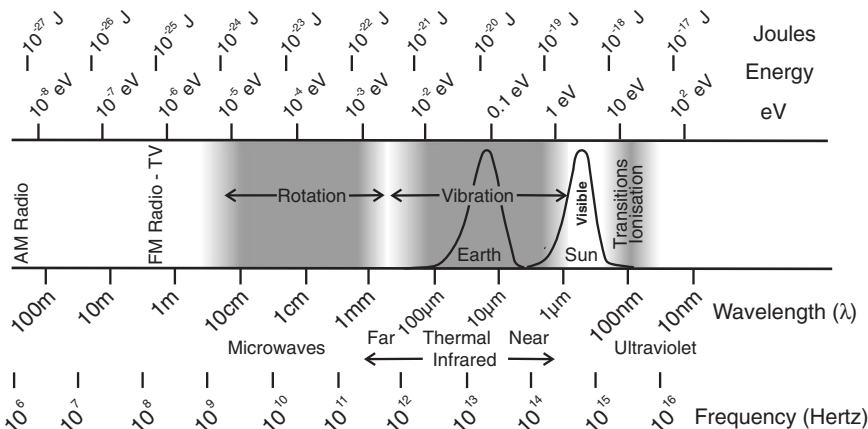 10⁻²⁷ J 10⁻²⁶ J 10⁻²⁵ J 10⁻²⁴ J 10⁻²³ J 10⁻²² J 10⁻²¹ J 10⁻²⁰ J 10⁻¹⁹ J 10⁻¹⁸ J 10⁻¹⁷ J Joules
Energy
10⁻⁸ eV 10⁻⁷ eV 10⁻⁶ eV 10⁻⁵ eV 10⁻⁴ eV 10⁻³ eV 10⁻² eV 0.1 eV 1 eV 10 eV 10² eV eV
AM Radio
FM Radio - TV
Rotation
Vibration
Earth
Visible
Sun
Transitions
Ionisation
100m 10m 1m 10cm 1cm 1mm 100µm 10µm 1µm 100nm 10nm Wavelength (λ)
Far Thermal Near
Microwaves Infrared Ultraviolet
10⁶ 10⁷ 10⁸ 10⁹ 10¹⁰ 10¹¹ 10¹² 10¹³ 10¹⁴ 10¹⁵ 10¹⁶ Frequency (Hertz)